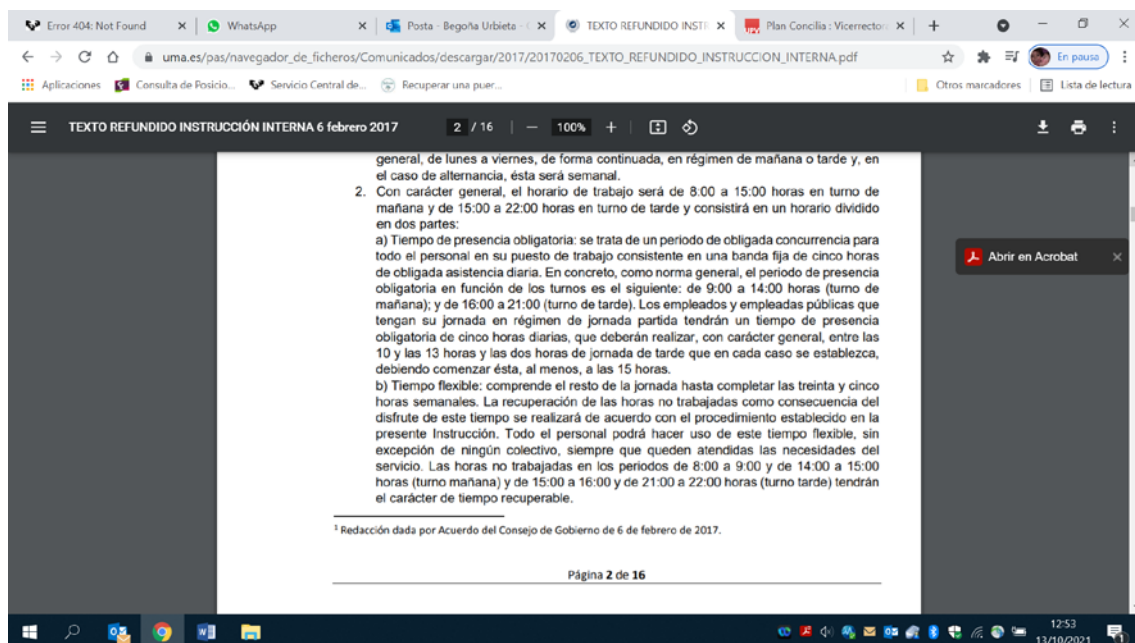 Error 404: Not Found
WhatsApp
Posta - Begoña Urbieta -
TEXTO REFUNDIDO INSTR
Plan Concilia : Vicerrector
uma.es/pas/navegador_de_ficheros/Comunicados/descargar/2017/20170206_TEXTO_REFUNDIDO_INSTRUCCION_INTERNA.pdf
En pausa
Aplicaciones
Consulta de Posicio...
Servicio Central de...
Recuperar una puer...
Otros marcadores
Lista de lectura
TEXTO REFUNDIDO INSTRUCCIÓN INTERNA 6 febrero 2017
2 / 16
100%
general, de lunes a viernes, de forma continuada, en régimen de mañana o tarde y, en
el caso de alternancia, ésta será semanal.
2. Con carácter general, el horario de trabajo será de 8:00 a 15:00 horas en turno de
mañana y de 15:00 a 22:00 horas en turno de tarde y consistirá en un horario dividido
en dos partes:
a) Tiempo de presencia obligatoria: se trata de un periodo de obligada concurrencia para
todo el personal en su puesto de trabajo consistente en una banda fija de cinco horas
de obligada asistencia diaria. En concreto, como norma general, el periodo de presencia
obligatoria en función de los turnos es el siguiente: de 9:00 a 14:00 horas (turno de
mañana); y de 16:00 a 21:00 (turno de tarde). Los empleados y empleadas públicas que
tengan su jornada en régimen de jornada partida tendrán un tiempo de presencia
obligatoria de cinco horas diarias, que deberán realizar, con carácter general, entre las
10 y las 13 horas y las dos horas de jornada de tarde que en cada caso se establezca,
debiendo comenzar ésta, al menos, a las 15 horas.
b) Tiempo flexible: comprende el resto de la jornada hasta completar las treinta y cinco
horas semanales. La recuperación de las horas no trabajadas como consecuencia del
disfrute de este tiempo se realizará de acuerdo con el procedimiento establecido en la
presente Instrucción. Todo el personal podrá hacer uso de este tiempo flexible, sin
excepción de ningún colectivo, siempre que queden atendidas las necesidades del
servicio. Las horas no trabajadas en los periodos de 8:00 a 9:00 y de 14:00 a 15:00
horas (turno mañana) y de 15:00 a 16:00 y de 21:00 a 22:00 horas (turno tarde) tendrán
el carácter de tiempo recuperable.
Abrir en Acrobat
1 Redacción dada por Acuerdo del Consejo de Gobierno de 6 de febrero de 2017.
Página 2 de 16
12:53
13/10/2021